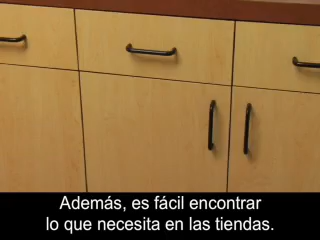 Además, es fácil encontrar
lo que necesita en las tiendas.